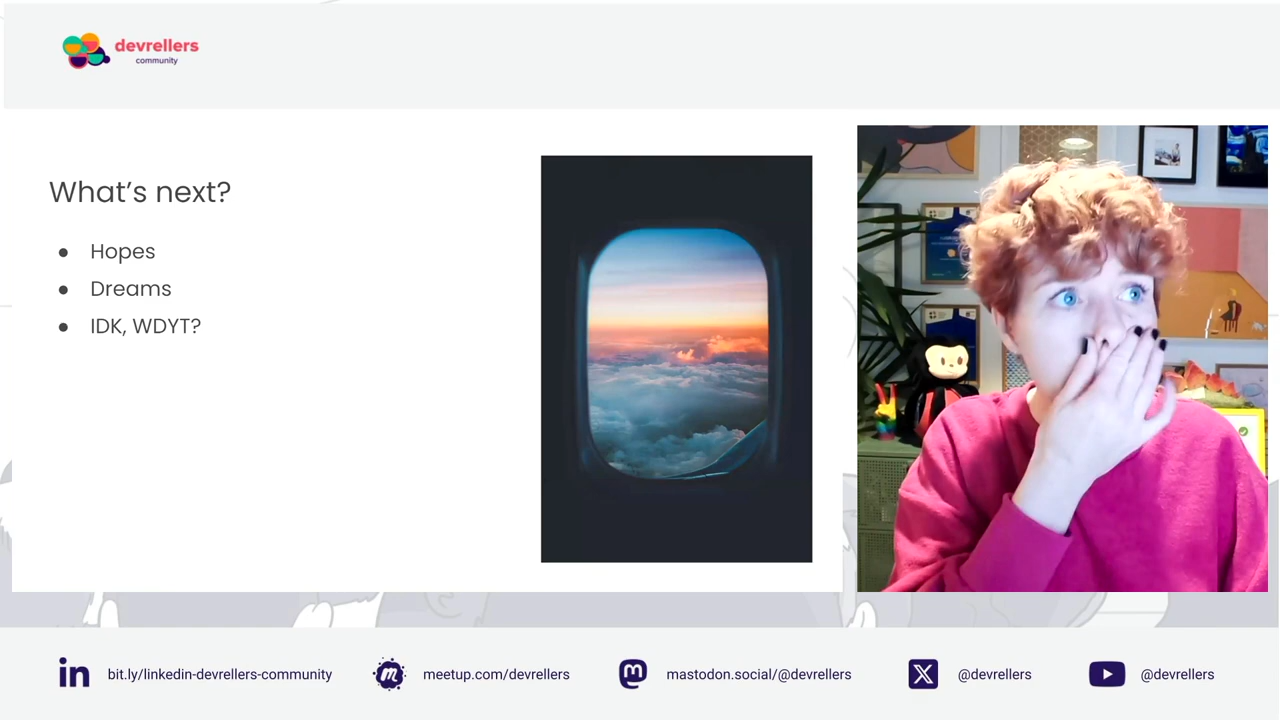 devrellers
community
What's next?
● Hopes
● Dreams
● IDK, WDYT?
in bit.ly/linkedin-devrellers-community
m meetup.com/devrellers
m mastodon.social/@devrellers
X @devrellers
@devrellers